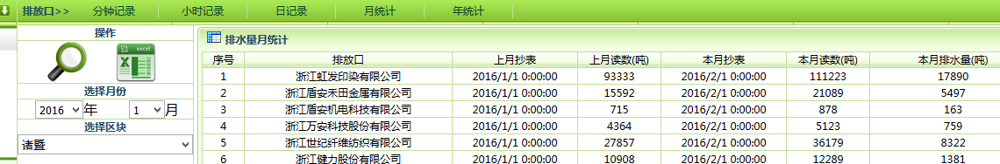 排放口>> 分钟记录 小时记录 日记录 月统计 年统计
操作
excel
选择月份
2016 年 1 月
选择区块
诸暨
排水量月统计
序号 排放口 上月抄表 上月读数(吨) 本月抄表 本月读数(吨) 本月排水量(吨)
1 浙江虹发印染有限公司 2016/1/1 0:00:00 93333 2016/2/1 0:00:00 111223 17890
2 浙江盾安禾田金属有限公司 2016/1/1 0:00:00 15592 2016/2/1 0:00:00 21089 5497
3 浙江盾安机电科技有限公司 2016/1/1 0:00:00 715 2016/2/1 0:00:00 878 163
4 浙江万安科技股份有限公司 2016/1/1 0:00:00 4364 2016/2/1 0:00:00 5123 759
5 浙江世纪纤维纺织有限公司 2016/1/1 0:00:00 27857 2016/2/1 0:00:00 36179 8322
6 浙江健力股份有限公司 2016/1/1 0:00:00 10908 2016/2/1 0:00:00 12289 1381